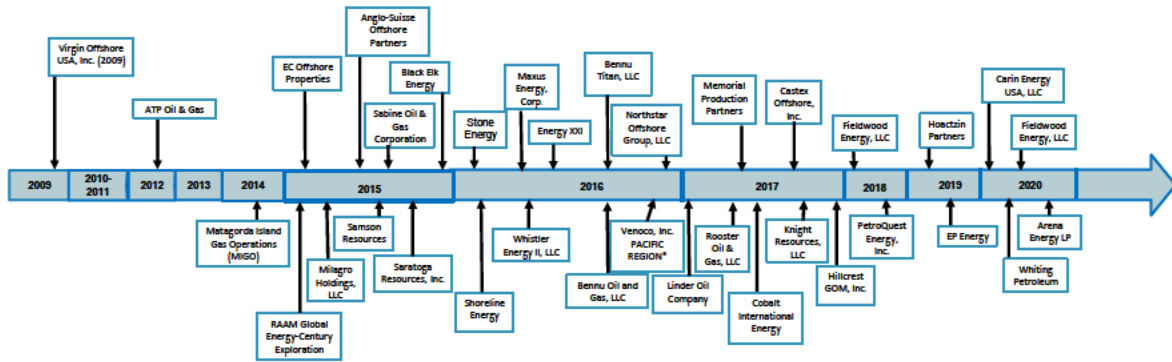 Virgin Offshore
USA, Inc. (2009)
ATP Oil & Gas
EC Offshore
Properties
Anglo-Suisse
Offshore
Partners
Black Elk
Energy
Sabine Oil &
Gas
Corporation
Stone
Energy
Maxus
Energy,
Corp.
Energy XXI
Bennu
Titan, LLC
Northstar
Offshore
Group, LLC
Memorial
Production
Partners
Castex
Offshore,
Inc.
Fieldwood
Energy, LLC
Hoactzin
Partners
Carin Energy
USA, LLC
Fieldwood
Energy, LLC
2009
2010-
2011
2012
2013
2014
2015
2016
2017
2018
2019
2020
Matagorda Island
Gas Operations
(MIGO)
RAAM Global
Energy-Century
Exploration
Milagro
Holdings,
LLC
Samson
Resources
Saratoga
Resources, Inc.
Shoreline
Energy
Whistler
Energy II, LLC
Bennu Oil and
Gas, LLC
Venoco, Inc.
PACIFIC
REGION*
Linder Oil
Company
Rooster
Oil &
Gas, LLC
Cobalt
International
Energy
Knight
Resources,
LLC
Hillcrest
GOM, Inc.
PetroQuest
Energy,
Inc.
EP Energy
Whiting
Petroleum
Arena
Energy LP